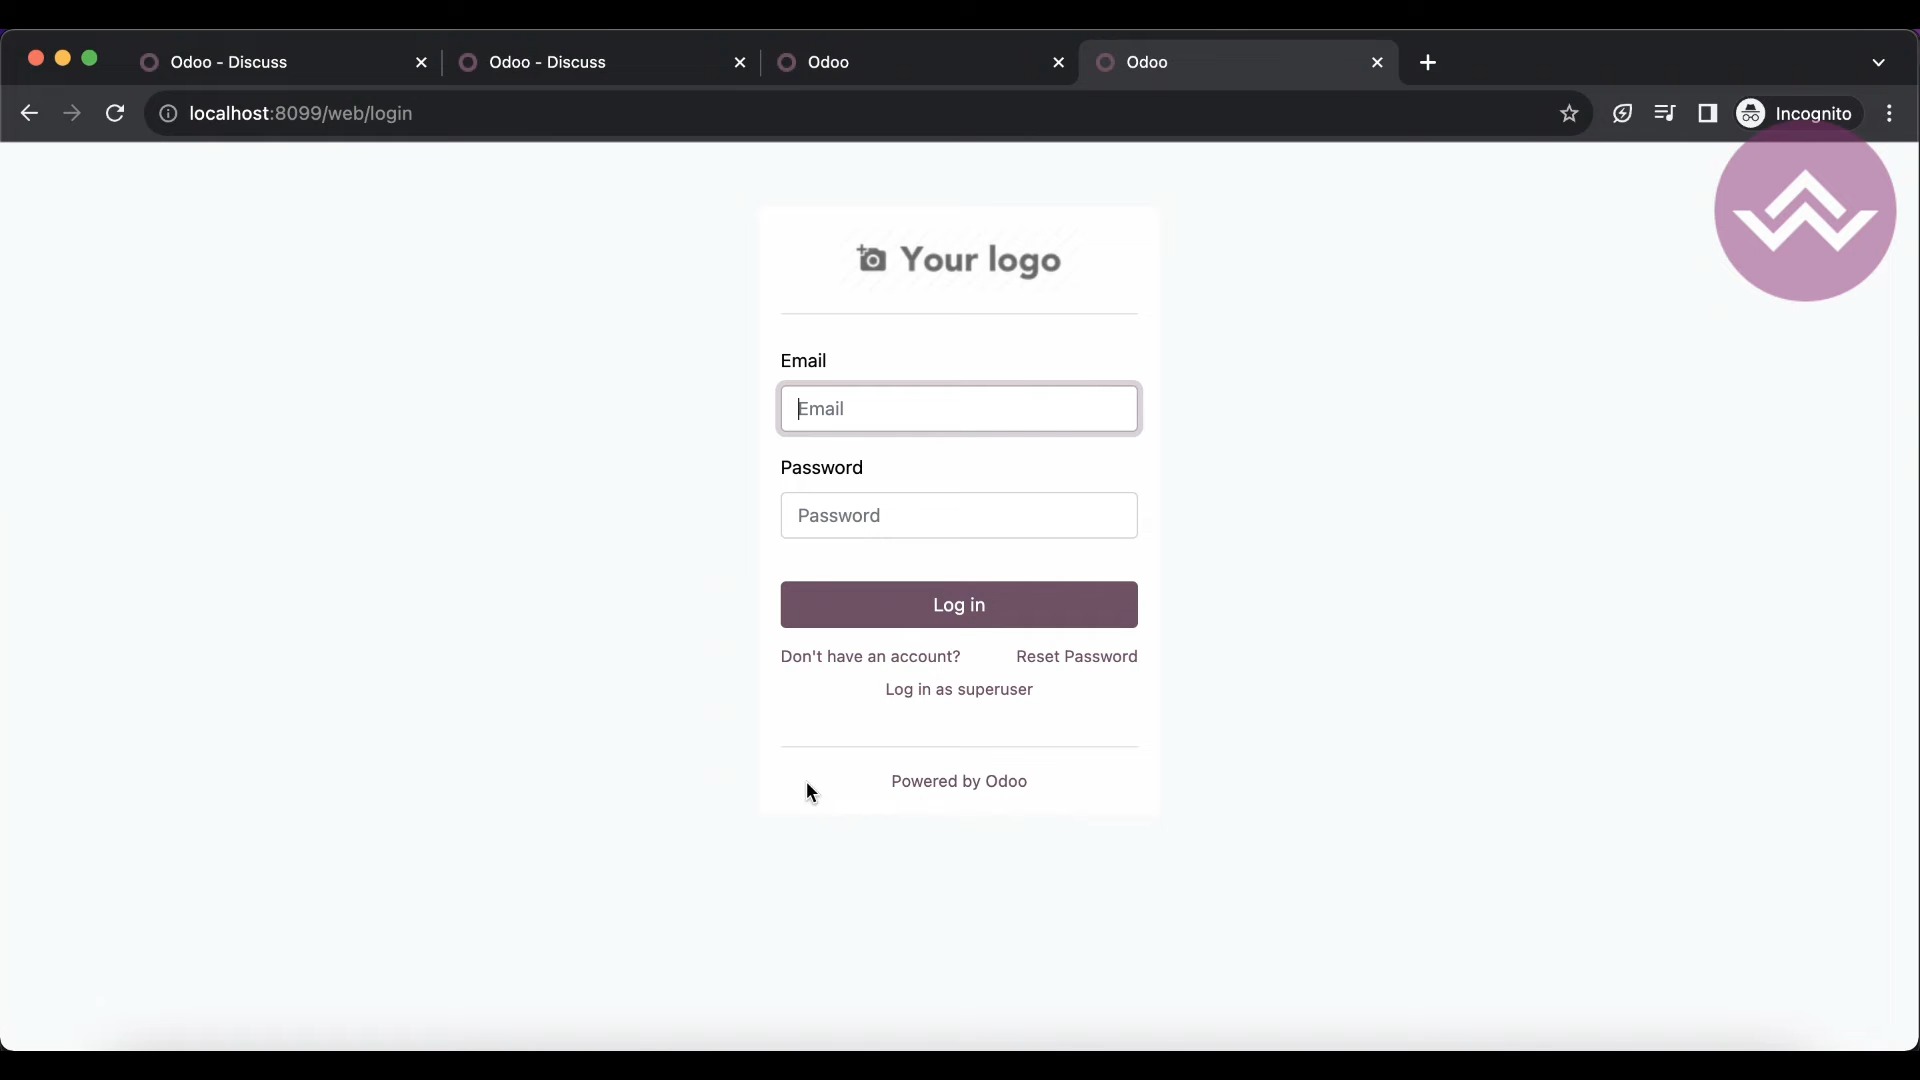 Odoo - Discuss
Odoo - Discuss
Odoo
Odoo
localhost:8099/web/login
Incognito
Your logo
Email
Email
Password
Password
Log in
Don't have an account? Reset Password
Log in as superuser
Powered by Odoo